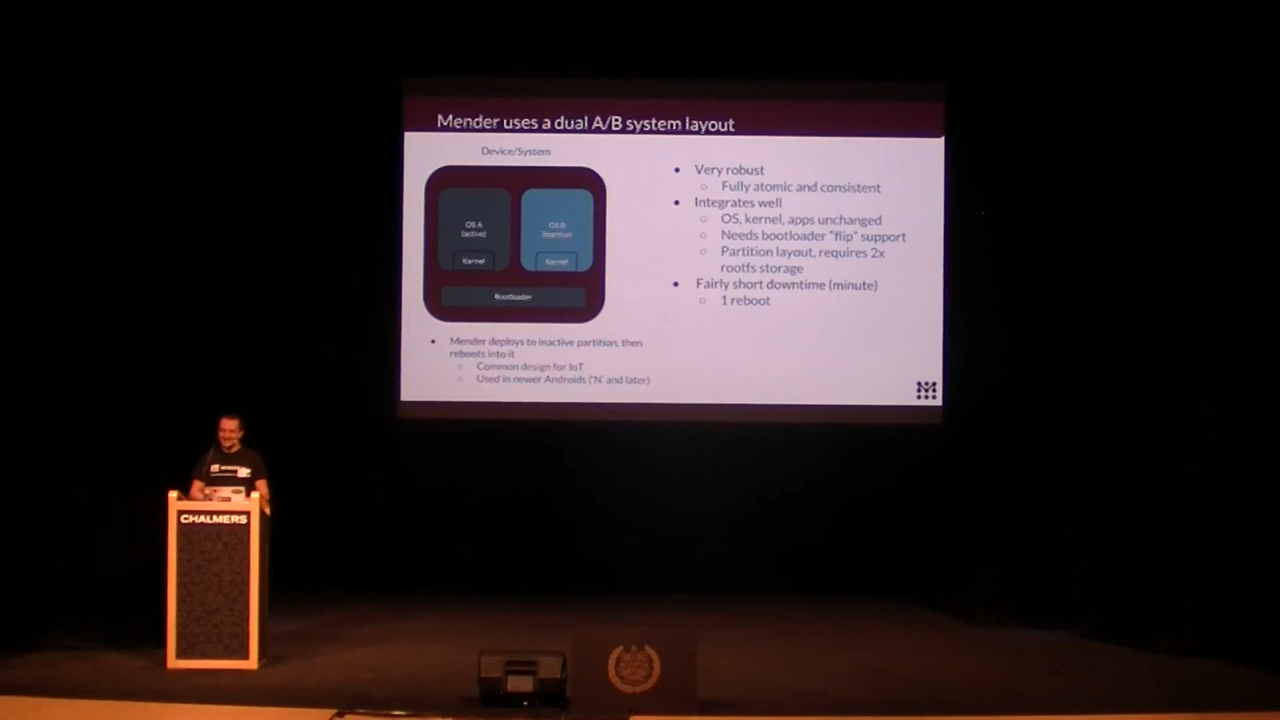 Mender uses a dual A/B system layout
Device/System
OS A
(active)
Kernel
OS B
(inactive)
Kernel
Bootloader
• Mender deploys to inactive partition, then
reboots into it
○ Common design for IoT
○ Used in newer Androids ('N' and later)
• Very robust
○ Fully atomic and consistent
• Integrates well
○ OS, kernel, apps unchanged
○ Needs bootloader "flip" support
○ Partition layout, requires 2x
rootfs storage
• Fairly short downtime (minute)
○ 1 reboot
CHALMERS